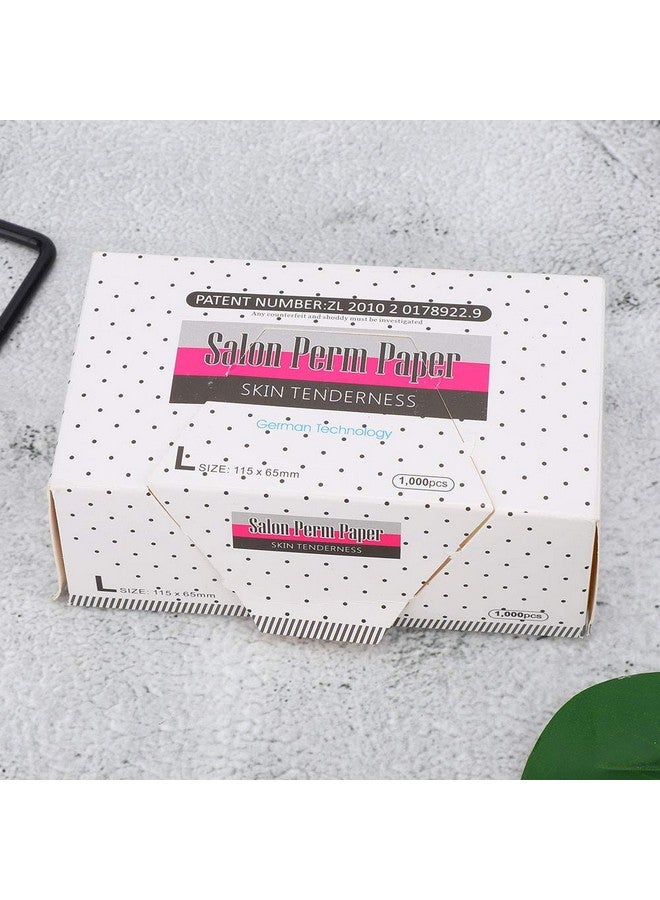 PATENT NUMBER:ZL 2010 2 0178922.9
Any counterfeit and shoddy must be investigated
Salon Perm Paper
SKIN TENDERNESS
German Technology
L SIZE: 115 x 65mm
1,000pcs
Salon Perm Paper
SKIN TENDERNESS
L SIZE: 115 x 65mm
1,000pcs